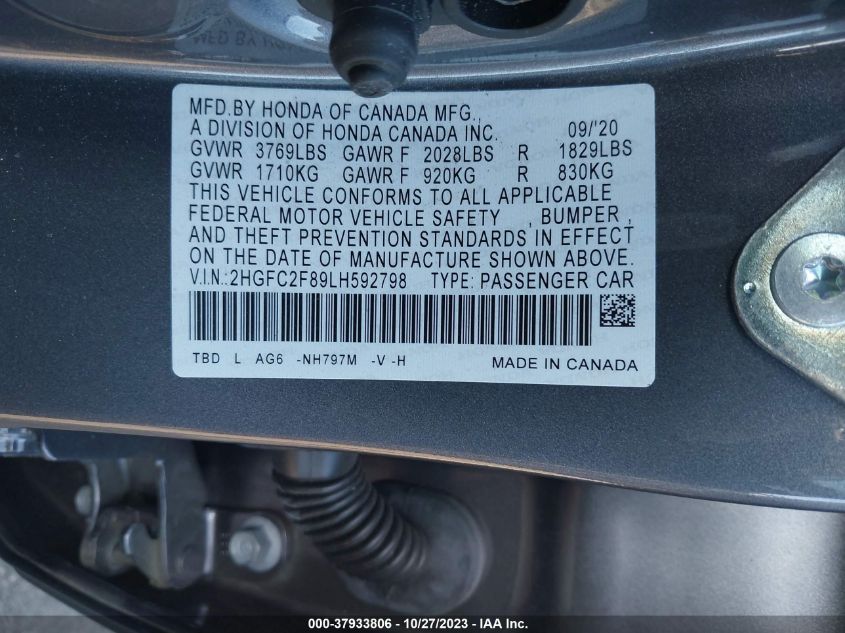 MFD.BY HONDA OF CANADA MFG.,
A DIVISION OF HONDA CANADA INC. 09/'20
GVWR 3769LBS GAWR F 2028LBS R 1829LBS
GVWR 1710KG GAWR F 920KG R 830KG
THIS VEHICLE CONFORMS TO ALL APPLICABLE
FEDERAL MOTOR VEHICLE SAFETY , BUMPER ,
AND THEFT PREVENTION STANDARDS IN EFFECT
ON THE DATE OF MANUFACTURE SHOWN ABOVE.
V.I.N.:2HGFC2F89LH592798 TYPE: PASSENGER CAR
TBD L AG6 -NH797M -V -H MADE IN CANADA
000-37933806 - 10/27/2023 - IAA Inc.